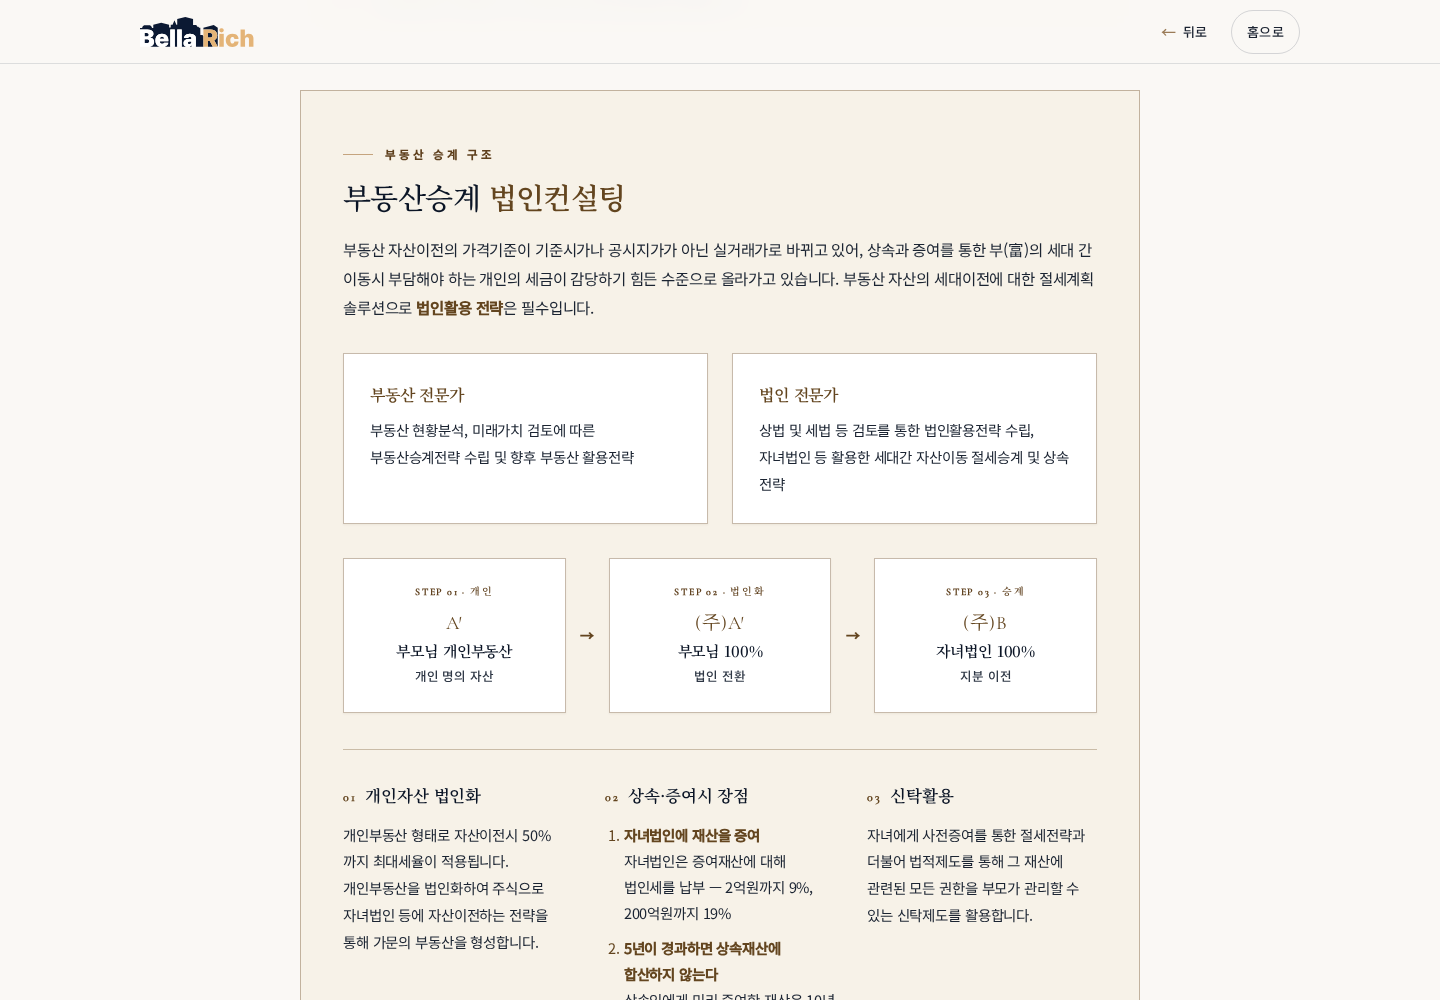 Bella Rich
← 뒤로
홈으로
부동산 승계 구조
부동산승계 법인컨설팅
부동산 자산이전의 가격기준이 기준시가나 공시지가가 아닌 실거래가로 바뀌고 있어, 상속과 증여를 통한 부(富)의 세대 간
이동시 부담해야 하는 개인의 세금이 감당하기 힘든 수준으로 올라가고 있습니다. 부동산 자산의 세대이전에 대한 절세계획
솔루션으로 법인활용 전략은 필수입니다.
부동산 전문가
부동산 현황분석, 미래가치 검토에 따른
부동산승계전략 수립 및 향후 부동산 활용전략
법인 전문가
상법 및 세법 등 검토를 통한 법인활용전략 수립,
자녀법인 등 활용한 세대간 자산이동 절세승계 및 상속
전략
STEP 01 · 개인
A'
부모님 개인부동산
개인 명의 자산
→
STEP 02 · 법인화
(주)A'
부모님 100%
법인 전환
→
STEP 03 · 승계
(주)B
자녀법인 100%
지분 이전
01 개인자산 법인화
개인부동산 형태로 자산이전시 50%
까지 최대세율이 적용됩니다.
개인부동산을 법인화하여 주식으로
자녀법인 등에 자산이전하는 전략을
통해 가문의 부동산을 형성합니다.
02 상속·증여시 장점
1. 자녀법인에 재산을 증여
자녀법인은 증여재산에 대해
법인세를 납부 — 2억원까지 9%,
200억원까지 19%
2. 5년이 경과하면 상속재산에
합산하지 않는다
상속인에게 미리 증여한 재산은 10년
03 신탁활용
자녀에게 사전증여를 통한 절세전략과
더불어 법적제도를 통해 그 재산에
관련된 모든 권한을 부모가 관리할 수
있는 신탁제도를 활용합니다.